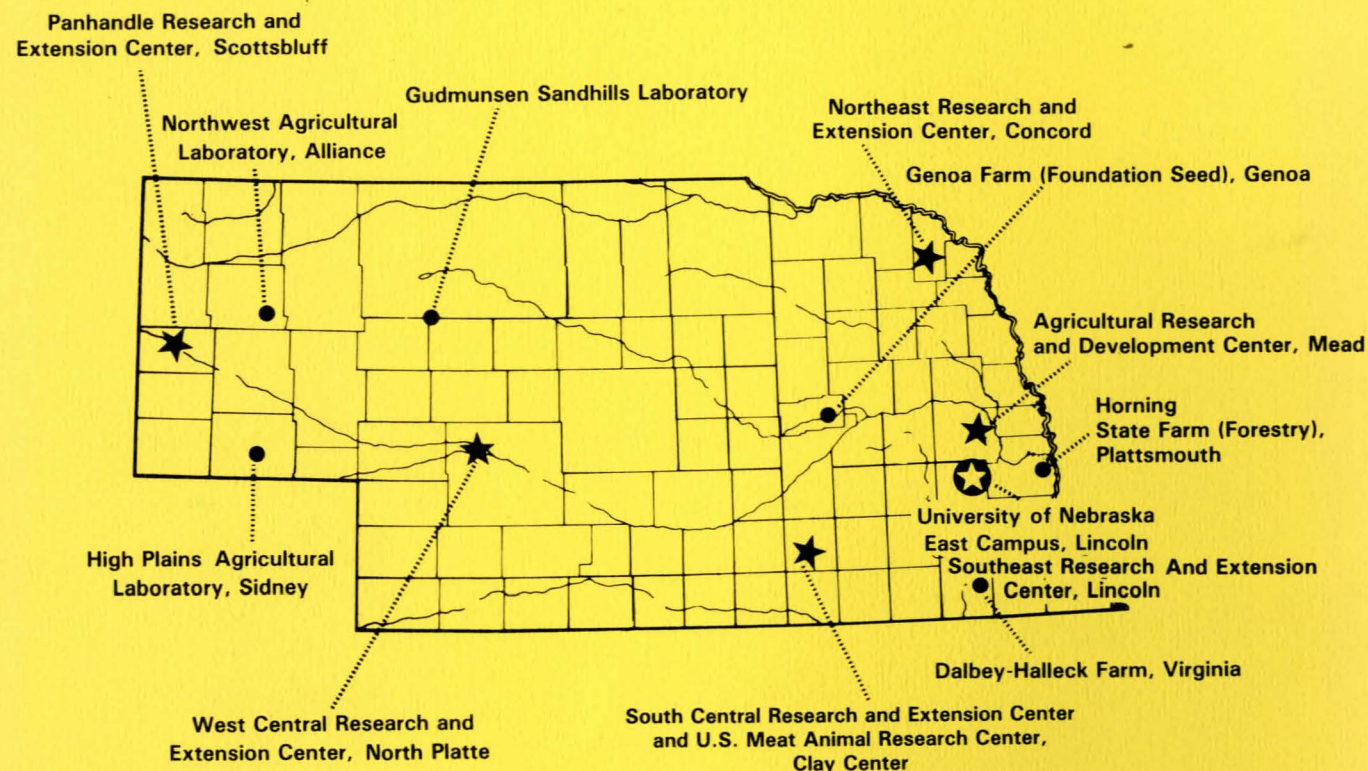 Panhandle Research and
Extension Center, Scottsbluff
Northwest Agricultural
Laboratory, Alliance
Gudmunsen Sandhills Laboratory
Northeast Research and
Extension Center, Concord
Genoa Farm (Foundation Seed), Genoa
Agricultural Research
and Development Center, Mead
Horning
State Farm (Forestry),
Plattsmouth
University of Nebraska
East Campus, Lincoln
Southeast Research And Extension
Center, Lincoln
High Plains Agricultural
Laboratory, Sidney
Dalbey-Halleck Farm, Virginia
West Central Research and
Extension Center, North Platte
South Central Research and Extension Center
and U.S. Meat Animal Research Center,
Clay Center